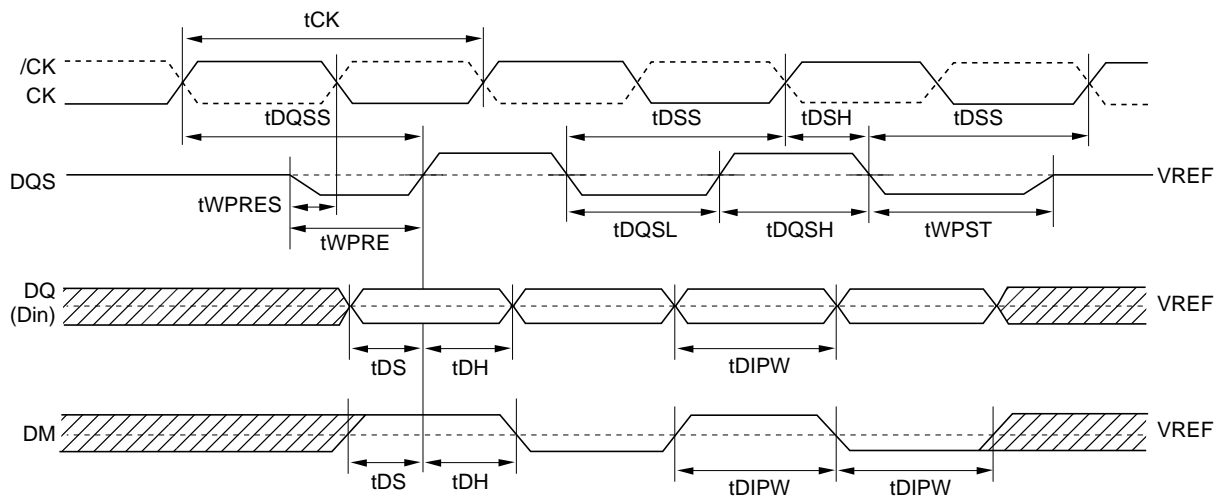 tCK
/CK
CK
tDQSS tDSS tDSH tDSS
DQS VREF
tWPRES tDQSL tDQSH tWPST
tWPRE
DQ
(Din) VREF
tDS tDH tDIPW
DM VREF
tDS tDH tDIPW tDIPW